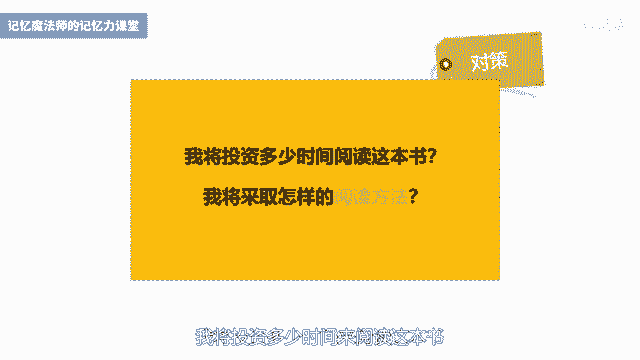 记忆魔法师的记忆力课堂
对策
我将投资多少时间阅读这本书？
我将采取怎样的阅读方法？
我将投资多少时间来阅读这本书